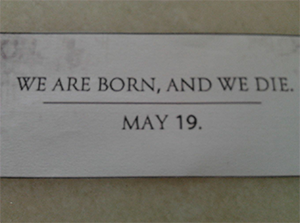 WE ARE BORN, AND WE DIE.
MAY 19.